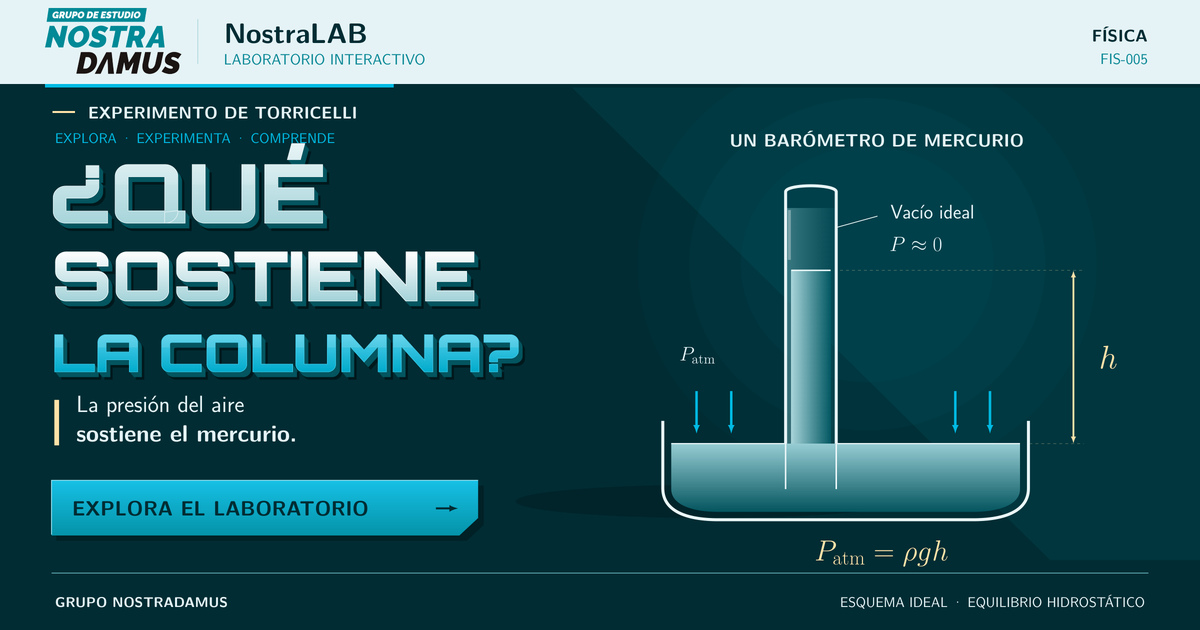 GRUPO DE ESTUDIO
NOSTRA
DAMUS
NostraLAB
LABORATORIO INTERACTIVO
FÍSICA
FIS-005
EXPERIMENTO DE TORRICELLI
EXPLORA · EXPERIMENTA · COMPRENDE
¿QUÉ
SOSTIENE
LA COLUMNA?
La presión del aire
sostiene el mercurio.
EXPLORA EL LABORATORIO →
UN BARÓMETRO DE MERCURIO
Vacío ideal
P ≈ 0
P_atm
h
P_atm = ρgh
GRUPO NOSTRADAMUS
ESQUEMA IDEAL · EQUILIBRIO HIDROSTÁTICO